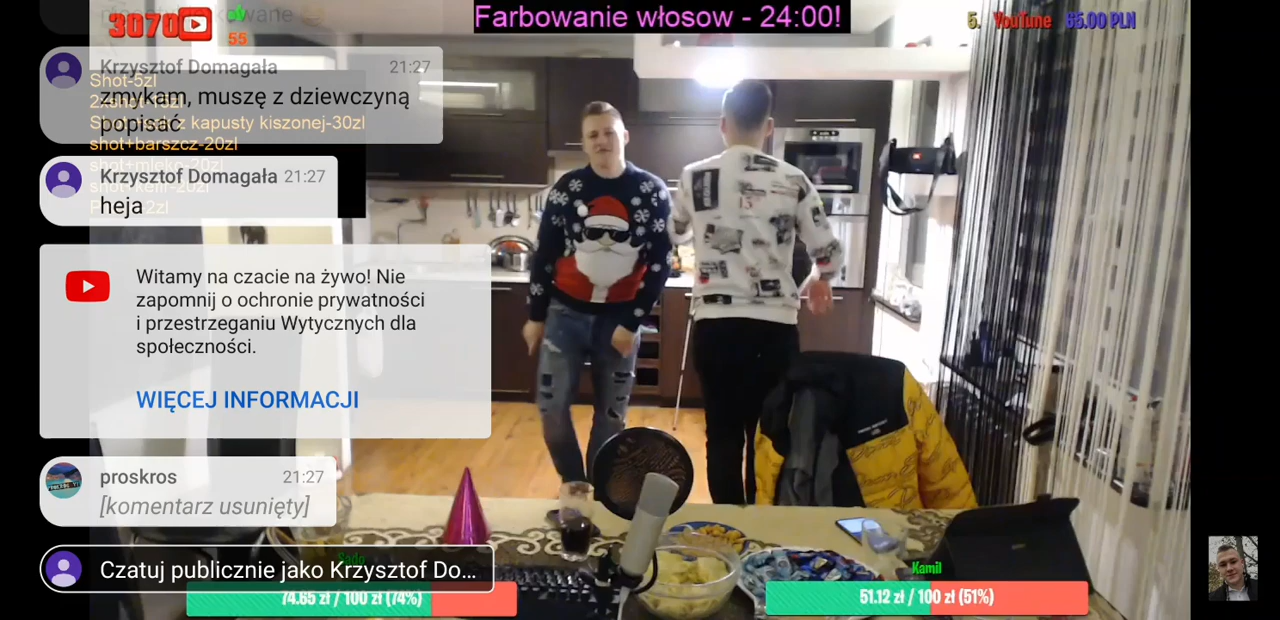 Farbowanie włosow - 24:00!
3070
55
5. YouTube 65.00 PLN
Krzysztof Domagała 21:27
zmykam, muszę z dziewczyną
popisać
Shot-5zl
kapusty kiszonej-30zl
shot+barszcz-20zl
shot+mleko-20zl
shot+kefir-20zl
Krzysztof Domagała 21:27
heja
Witamy na czacie na żywo! Nie
zapomnij o ochronie prywatności
i przestrzeganiu Wytycznych dla
społeczności.
WIĘCEJ INFORMACJI
proskros 21:27
[komentarz usunięty]
Czatuj publicznie jako Krzysztof Do...
74.65 zł / 100 zł (74%)
Kamil
51.12 zł / 100 zł (51%)